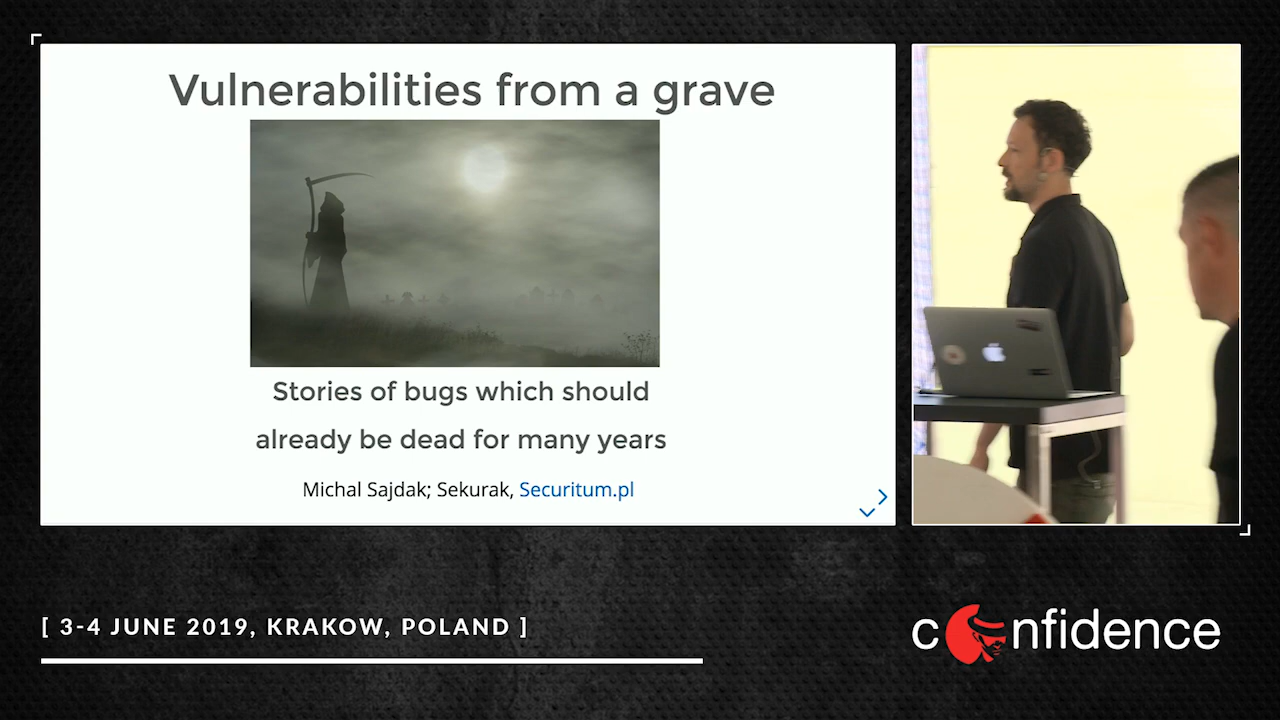 Vulnerabilities from a grave
Stories of bugs which should
already be dead for many years
Michal Sajdak; Sekurak, Securitum.pl
[ 3-4 JUNE 2019, KRAKOW, POLAND ]
confidence